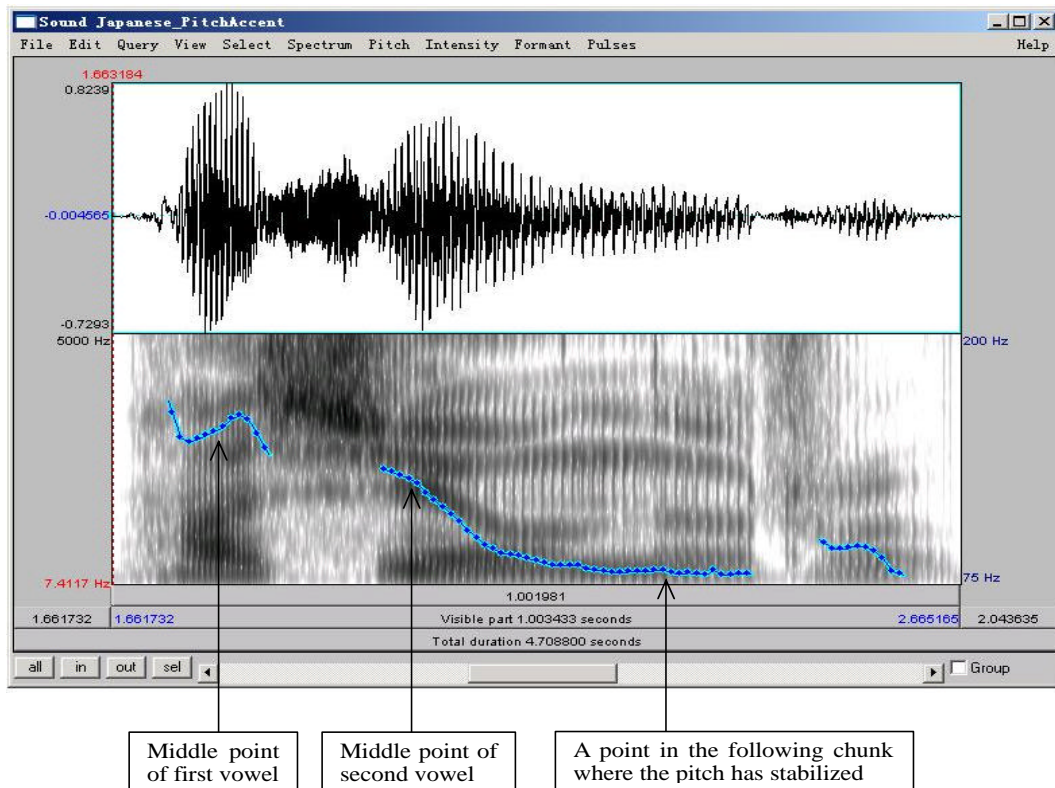 Sound Japanese_PitchAccent
File Edit Query View Select Spectrum Pitch Intensity Formant Pulses Help
1.663184
0.8239
-0.004565
-0.7293
5000 Hz
200 Hz
7.4117 Hz
75 Hz
1.001981
1.661732 1.661732 Visible part 1.003433 seconds 2.665165 2.043635
Total duration 4.708800 seconds
all in out sel Group
Middle point
of first vowel
Middle point of
second vowel
A point in the following chunk
where the pitch has stabilized